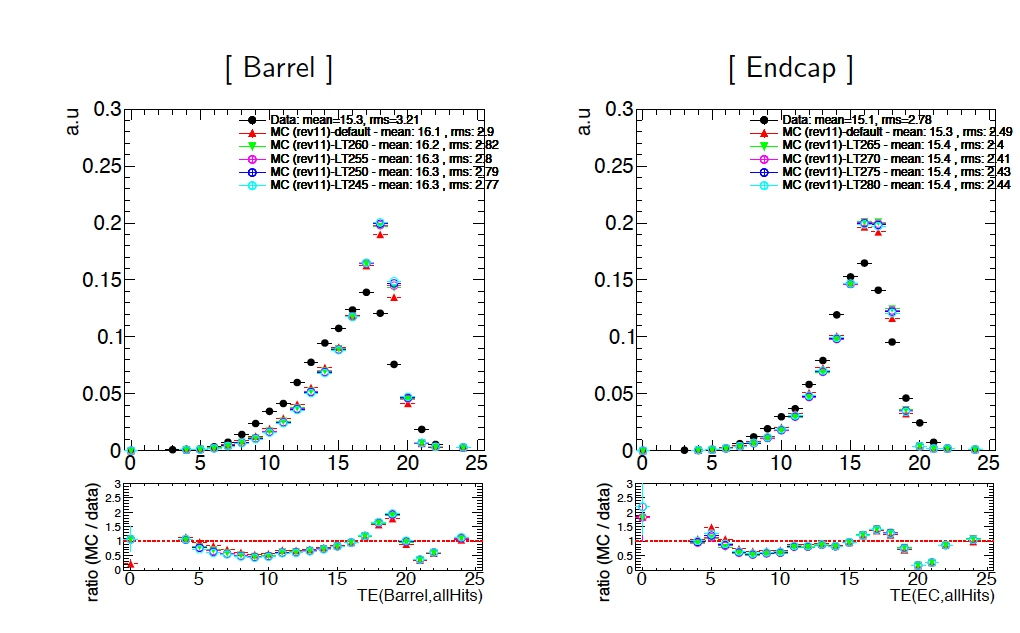 [ Barrel ]
a.u
0.3
0.25
0.2
0.15
0.1
0.05
0
Data: mean=15.3, rms=3.21
MC (rev11)-default - mean: 16.1 , rms: 2.9
MC (rev11)-LT260 - mean: 16.2 , rms: 2.82
MC (rev11)-LT255 - mean: 16.3 , rms: 2.8
MC (rev11)-LT250 - mean: 16.3 , rms: 2.79
MC (rev11)-LT245 - mean: 16.3 , rms: 2.77
0 5 10 15 20 25
ratio (MC / data)
3
2.5
2
1.5
1
0.5
0
0 5 10 15 20 25
TE(Barrel,allHits)
[ Endcap ]
a.u
0.3
0.25
0.2
0.15
0.1
0.05
0
Data: mean=15.1, rms=2.78
MC (rev11)-default - mean: 15.3 , rms: 2.49
MC (rev11)-LT265 - mean: 15.4 , rms: 2.4
MC (rev11)-LT270 - mean: 15.4 , rms: 2.41
MC (rev11)-LT275 - mean: 15.4 , rms: 2.43
MC (rev11)-LT280 - mean: 15.4 , rms: 2.44
0 5 10 15 20 25
ratio (MC / data)
3
2.5
2
1.5
1
0.5
0
0 5 10 15 20 25
TE(EC,allHits)